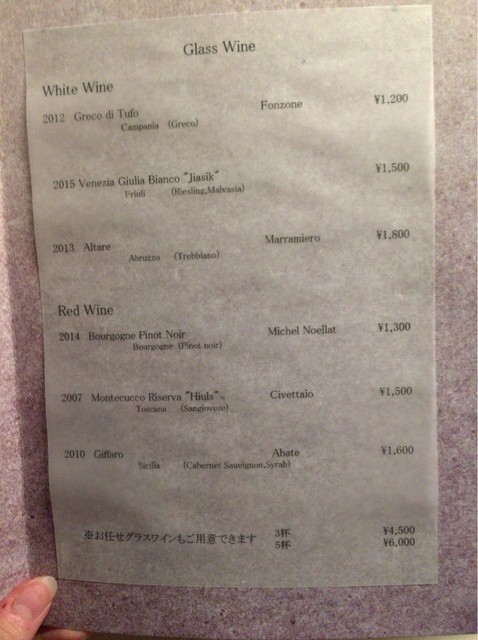 Glass Wine
White Wine
2012 Greco di Tufo Fonzone ¥1,200
Campania (Greco)
2015 Venezia Giulia Bianco "Jiasik" ¥1,500
Friuli (Riesling,Malvasia)
2013 Altare Marramiero ¥1,800
Abruzzo (Trebbiano)
Red Wine
2014 Bourgogne Pinot Noir Michel Noellat ¥1,300
Bourgogne (Pinot noir)
2007 Montecucco Riserva "Hiuls" Civettaio ¥1,500
Toscana (Sangiovese)
2010 Giffaro Abate ¥1,600
Sicilia (Cabernet Sauvignon,Syrah)
※お任せグラスワインもご用意できます 3杯 ¥4,500
5杯 ¥6,000